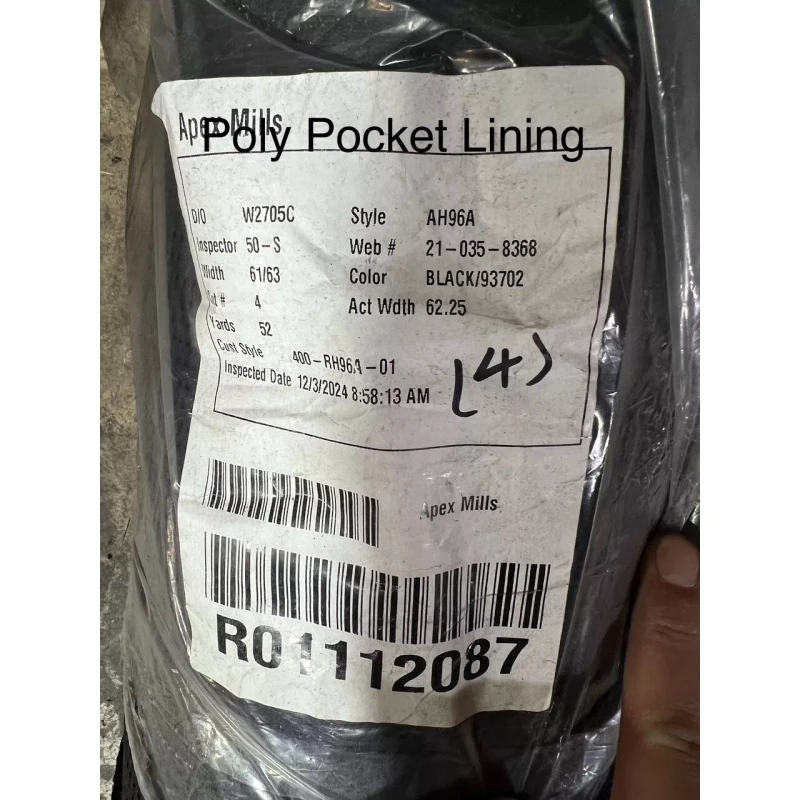 Apex Mills
Poly Pocket Lining
D/O W2705C Style AH96A
Inspector 50-S Web # 21-035-8368
Width 61/63 Color BLACK/93702
Cut # 4 Act Wdth 62.25
Yards 52
Cust Style 400-RH96A-01
Inspected Date 12/3/2024 8:58:13 AM
(4)
Apex Mills
R01112087